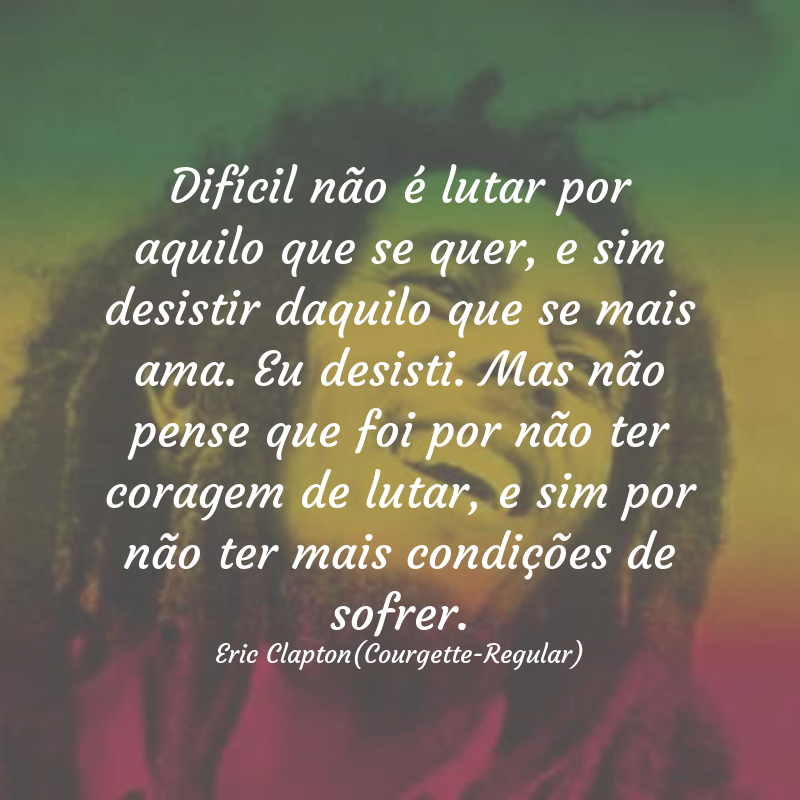 Difícil não é lutar por
aquilo que se quer, e sim
desistir daquilo que se mais
ama. Eu desisti. Mas não
pense que foi por não ter
coragem de lutar, e sim por
não ter mais condições de
sofrer.
Eric Clapton(Courgette-Regular)